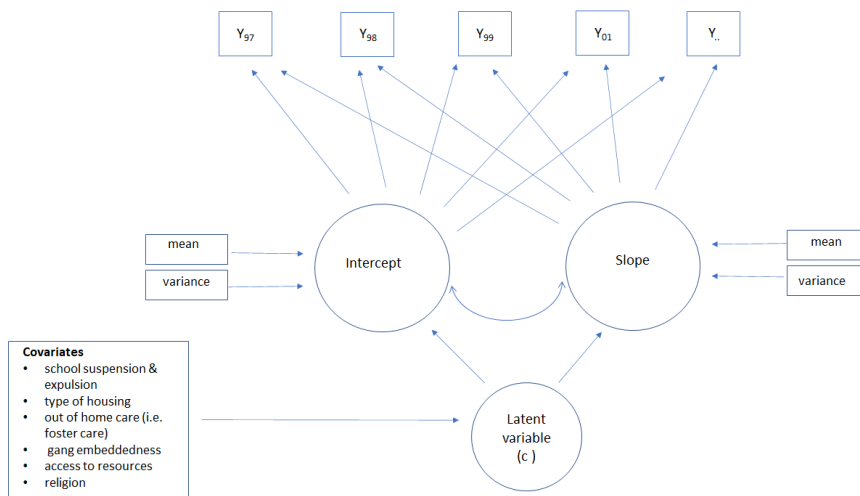 Y97
Y98
Y99
Y01
Y..
mean
variance
Intercept
Slope
mean
variance
Covariates
• school suspension &
expulsion
• type of housing
• out of home care (i.e.
foster care)
• gang embeddedness
• access to resources
• religion
Latent
variable
(c )